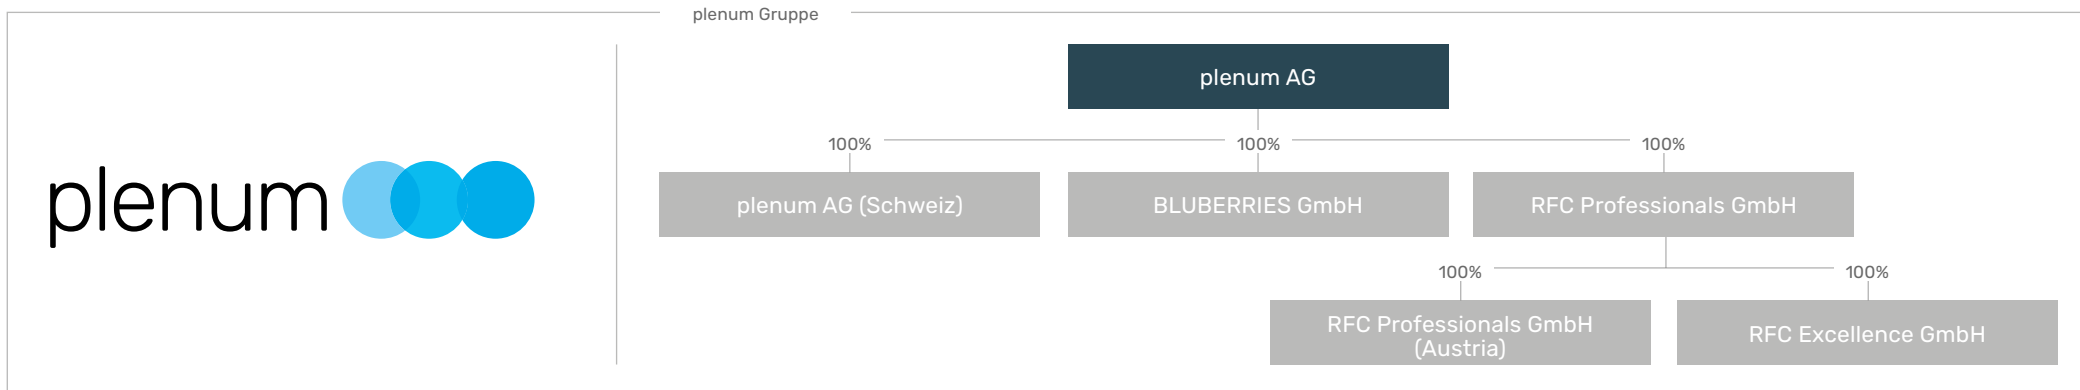 plenum Gruppe
plenum
plenum AG
100%
100%
100%
plenum AG (Schweiz)
BLUBERRIES GmbH
RFC Professionals GmbH
100%
100%
RFC Professionals GmbH
(Austria)
RFC Excellence GmbH